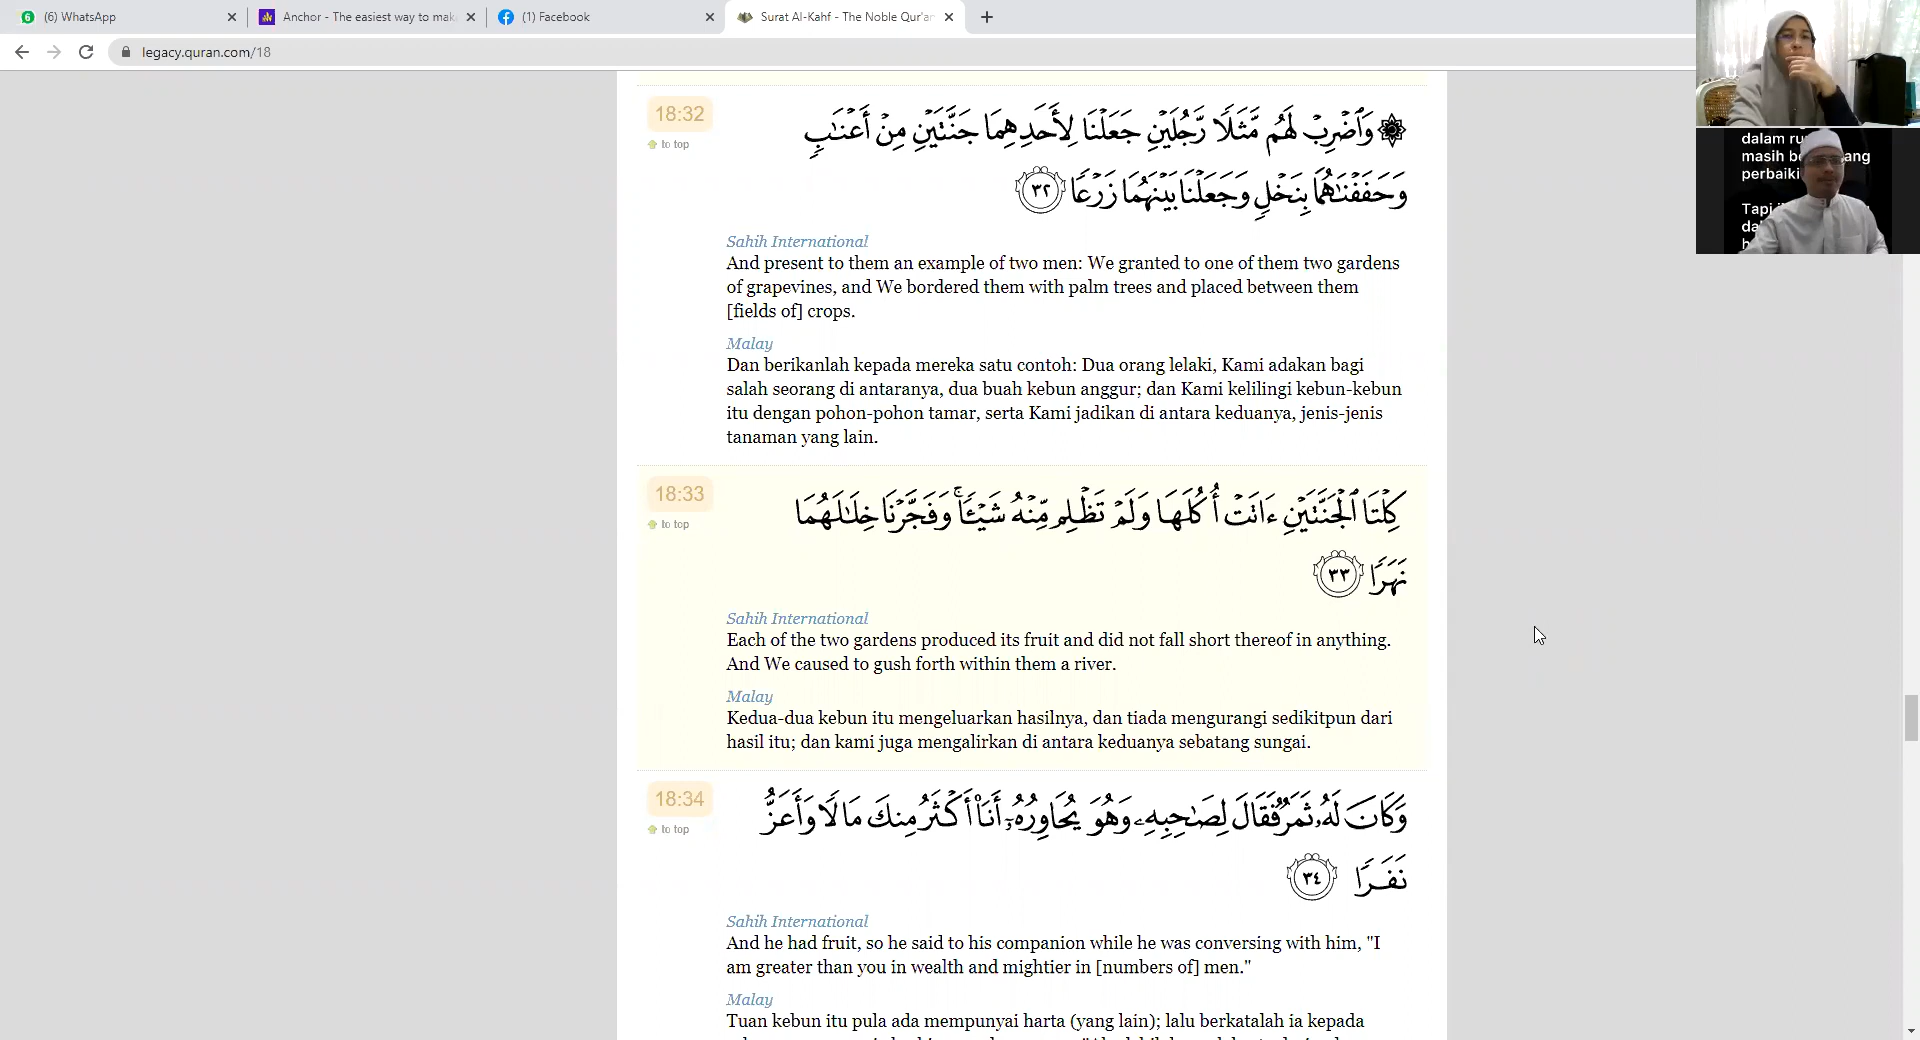 (6) WhatsApp
Anchor - The easiest way to mak
(1) Facebook
Surat Al-Kahf - The Noble Qur'an
legacy.quran.com/18
18:32
to top
۞ وَٱضْرِبْ لَهُم مَّثَلًا رَّجُلَيْنِ جَعَلْنَا لِأَحَدِهِمَا جَنَّتَيْنِ مِنْ أَعْنَـٰبٍ
وَحَفَفْنَـٰهُمَا بِنَخْلٍ وَجَعَلْنَا بَيْنَهُمَا زَرْعًا ٣٢
Sahih International
And present to them an example of two men: We granted to one of them two gardens
of grapevines, and We bordered them with palm trees and placed between them
[fields of] crops.
Malay
Dan berikanlah kepada mereka satu contoh: Dua orang lelaki, Kami adakan bagi
salah seorang di antaranya, dua buah kebun anggur; dan Kami kelilingi kebun-kebun
itu dengan pohon-pohon tamar, serta Kami jadikan di antara keduanya, jenis-jenis
tanaman yang lain.
18:33
to top
كِلْتَا ٱلْجَنَّتَيْنِ ءَاتَتْ أُكُلَهَا وَلَمْ تَظْلِم مِّنْهُ شَيْـًٔا ۚ وَفَجَّرْنَا خِلَـٰلَهُمَا
نَهَرًا ٣٣
Sahih International
Each of the two gardens produced its fruit and did not fall short thereof in anything.
And We caused to gush forth within them a river.
Malay
Kedua-dua kebun itu mengeluarkan hasilnya, dan tiada mengurangi sedikitpun dari
hasil itu; dan kami juga mengalirkan di antara keduanya sebatang sungai.
18:34
to top
وَكَانَ لَهُۥ ثَمَرٌ فَقَالَ لِصَـٰحِبِهِۦ وَهُوَ يُحَاوِرُهُۥٓ أَنَا۠ أَكْثَرُ مِنكَ مَالًا وَأَعَزُّ
نَفَرًا ٣٤
Sahih International
And he had fruit, so he said to his companion while he was conversing with him, "I
am greater than you in wealth and mightier in [numbers of] men."
Malay
Tuan kebun itu pula ada mempunyai harta (yang lain); lalu berkatalah ia kepada
dalam
masih
perbaiki